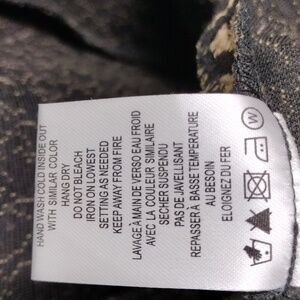 HAND WASH COLD INSIDE OUT
WITH SIMILAR COLOR
HANG DRY
DO NOT BLEACH
IRON ON LOWEST
SETTING AS NEEDED
KEEP AWAY FROM FIRE
LAVAGE À MAIN DE VERSO EAU FROID
AVEC LA COULEUR SIMILAIRE
SECHER SUSPENDU
PAS DE JAVELLISANT
REPASSER À BASSE TEMPERATURE
AU BESOIN
ELOIGNEZ DU FER
W